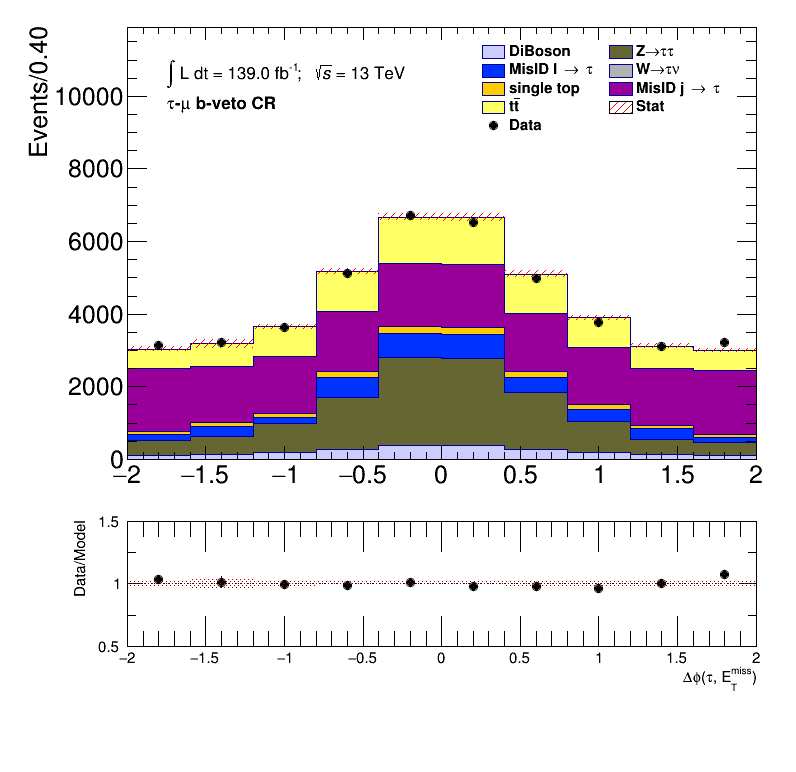 Events/0.40
∫ L dt = 139.0 fb⁻¹; √s = 13 TeV
τ-μ b-veto CR
DiBoson
Z→ττ
MisID l → τ
W→τν
single top
MisID j → τ
tt̄
Stat
Data
10000
8000
6000
4000
2000
0
−2 −1.5 −1 −0.5 0 0.5 1 1.5 2
Data/Model
1.5
1
0.5
−2 −1.5 −1 −0.5 0 0.5 1 1.5 2
Δϕ(τ, E_T^miss)